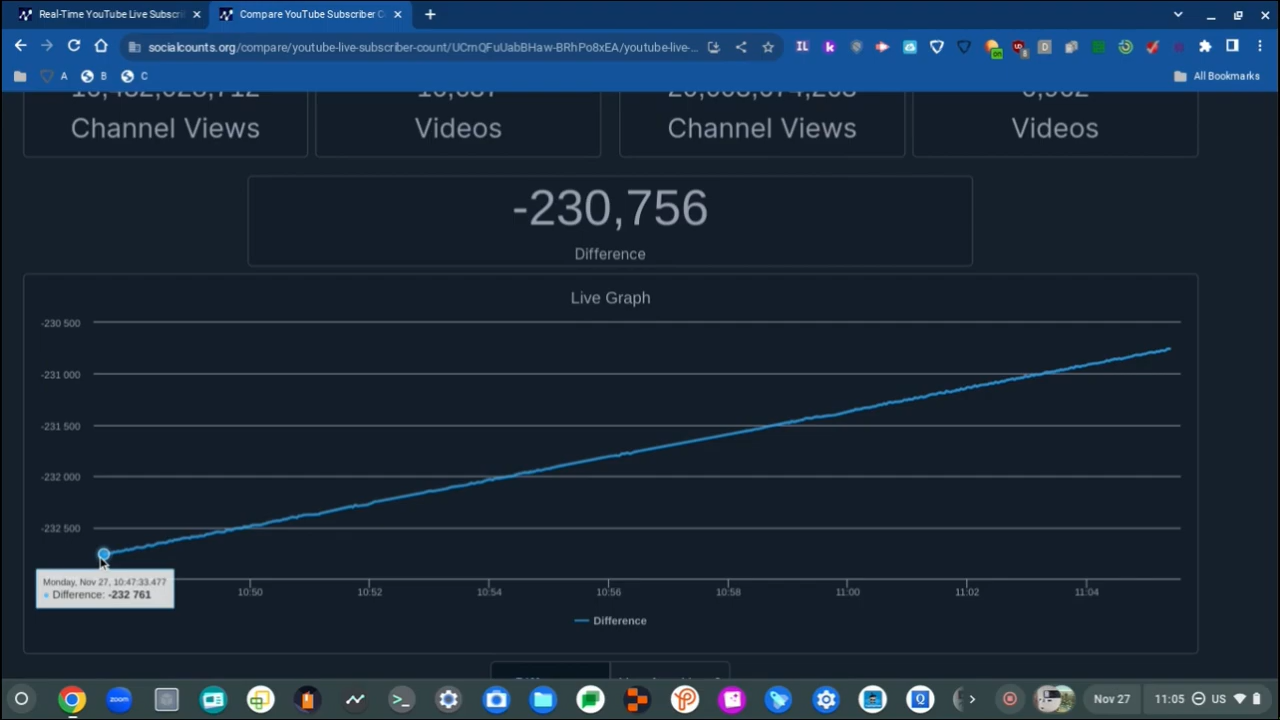 Real-Time YouTube Live Subscri
Compare YouTube Subscriber C
socialcounts.org/compare/youtube-live-subscriber-count/UCmQFuUabBHaw-BRhPo8xEA/youtube-live-...
A B C All Bookmarks
Channel Views
Videos
Channel Views
Videos
-230,756
Difference
Live Graph
-230 500
-231 000
-231 500
-232 000
-232 500
Monday, Nov 27, 10:47:33.477
Difference: -232 761
10:50 10:52 10:54 10:56 10:58 11:00 11:02 11:04
Difference
zoom
Nov 27 11:05 US